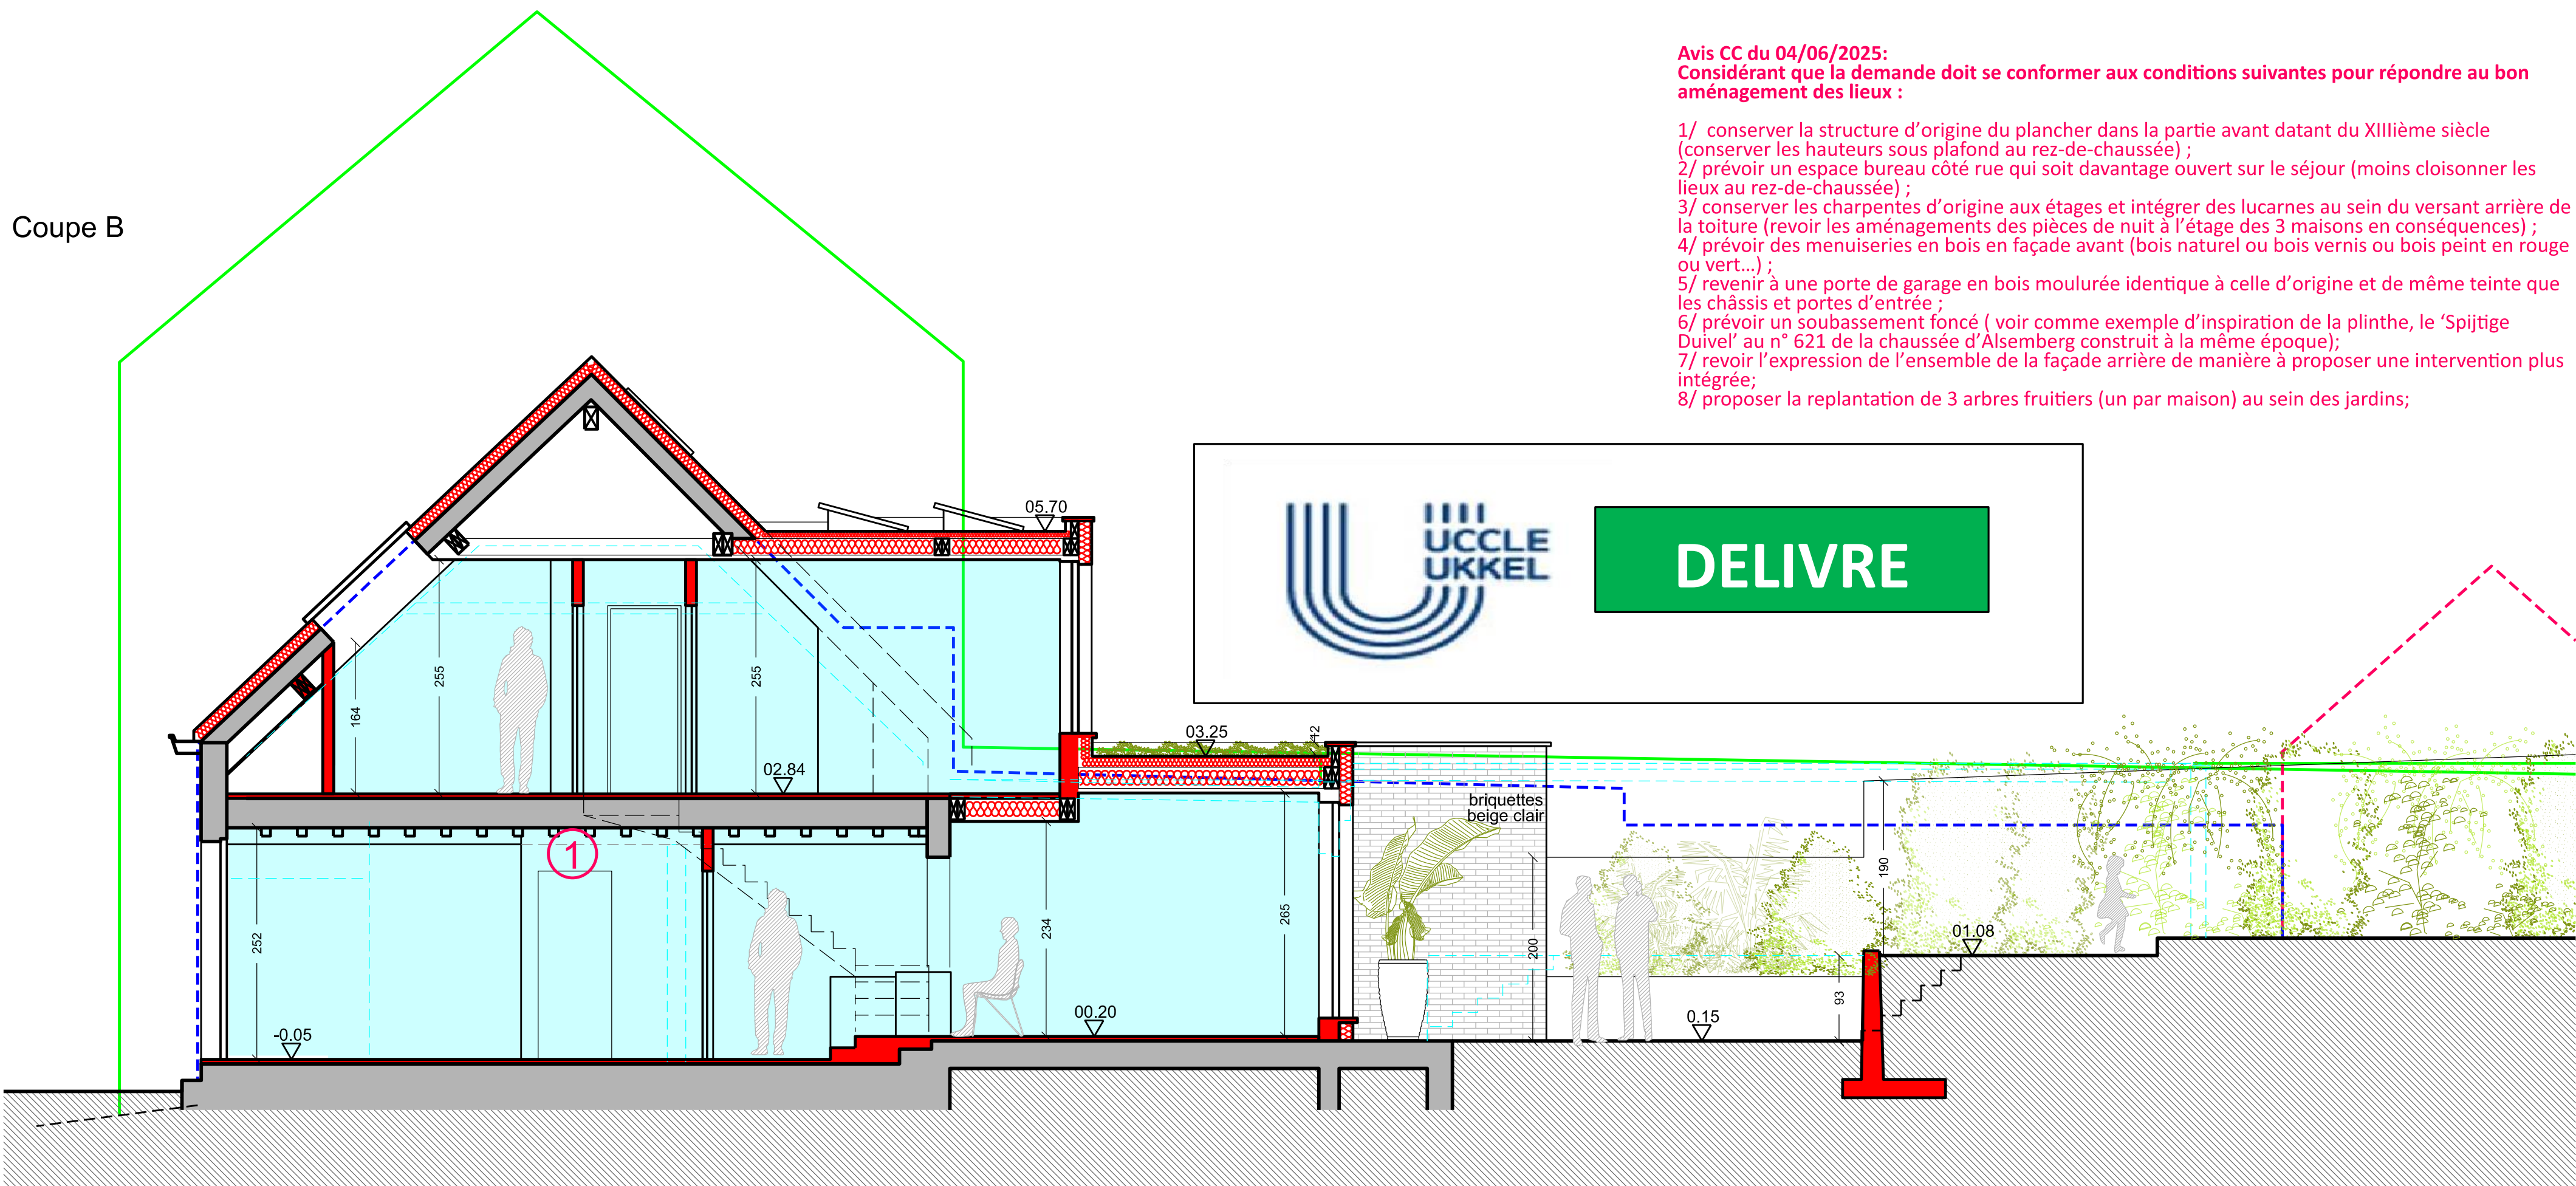 Avis CC du 04/06/2025:
Considérant que la demande doit se conformer aux conditions suivantes pour répondre au bon
aménagement des lieux :
1/ conserver la structure d'origine du plancher dans la partie avant datant du XIIIième siècle
(conserver les hauteurs sous plafond au rez-de-chaussée) ;
2/ prévoir un espace bureau côté rue qui soit davantage ouvert sur le séjour (moins cloisonner les
lieux au rez-de-chaussée) ;
3/ conserver les charpentes d'origine aux étages et intégrer des lucarnes au sein du versant arrière de
la toiture (revoir les aménagements des pièces de nuit à l'étage des 3 maisons en conséquences) ;
4/ prévoir des menuiseries en bois en façade avant (bois naturel ou bois vernis ou bois peint en rouge
ou vert...) ;
5/ revenir à une porte de garage en bois moulurée identique à celle d'origine et de même teinte que
les châssis et portes d'entrée ;
6/ prévoir un soubassement foncé ( voir comme exemple d'inspiration de la plinthe, le 'Spijtige
Duivel' au n° 621 de la chaussée d'Alsemberg construit à la même époque);
7/ revoir l'expression de l'ensemble de la façade arrière de manière à proposer une intervention plus
intégrée;
8/ proposer la replantation de 3 arbres fruitiers (un par maison) au sein des jardins;
Coupe B
UCCLE
UKKEL
DELIVRE
05.70
255
255
164
02.84
03.25
12
briquettes
beige clair
1
252
234
265
200
190
93
-0.05
00.20
0.15
01.08